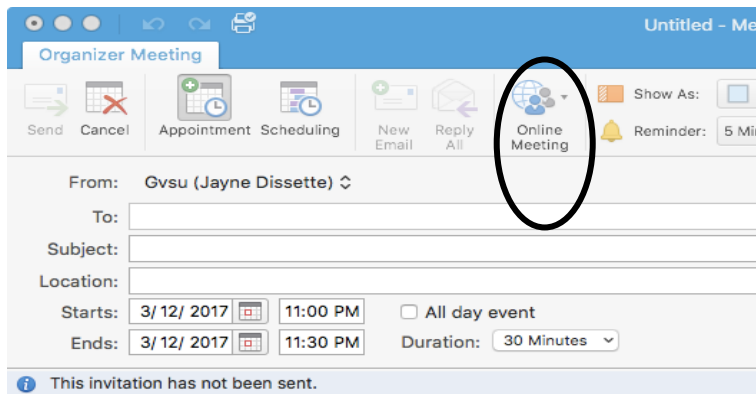 Untitled - Me
Organizer Meeting
Send Cancel Appointment Scheduling New Email Reply All Online Meeting Show As:
Reminder: 5 Mi
From: Gvsu (Jayne Dissette)
To:
Subject:
Location:
Starts: 3/ 12/ 2017 11:00 PM All day event
Ends: 3/ 12/ 2017 11:30 PM Duration: 30 Minutes
This invitation has not been sent.